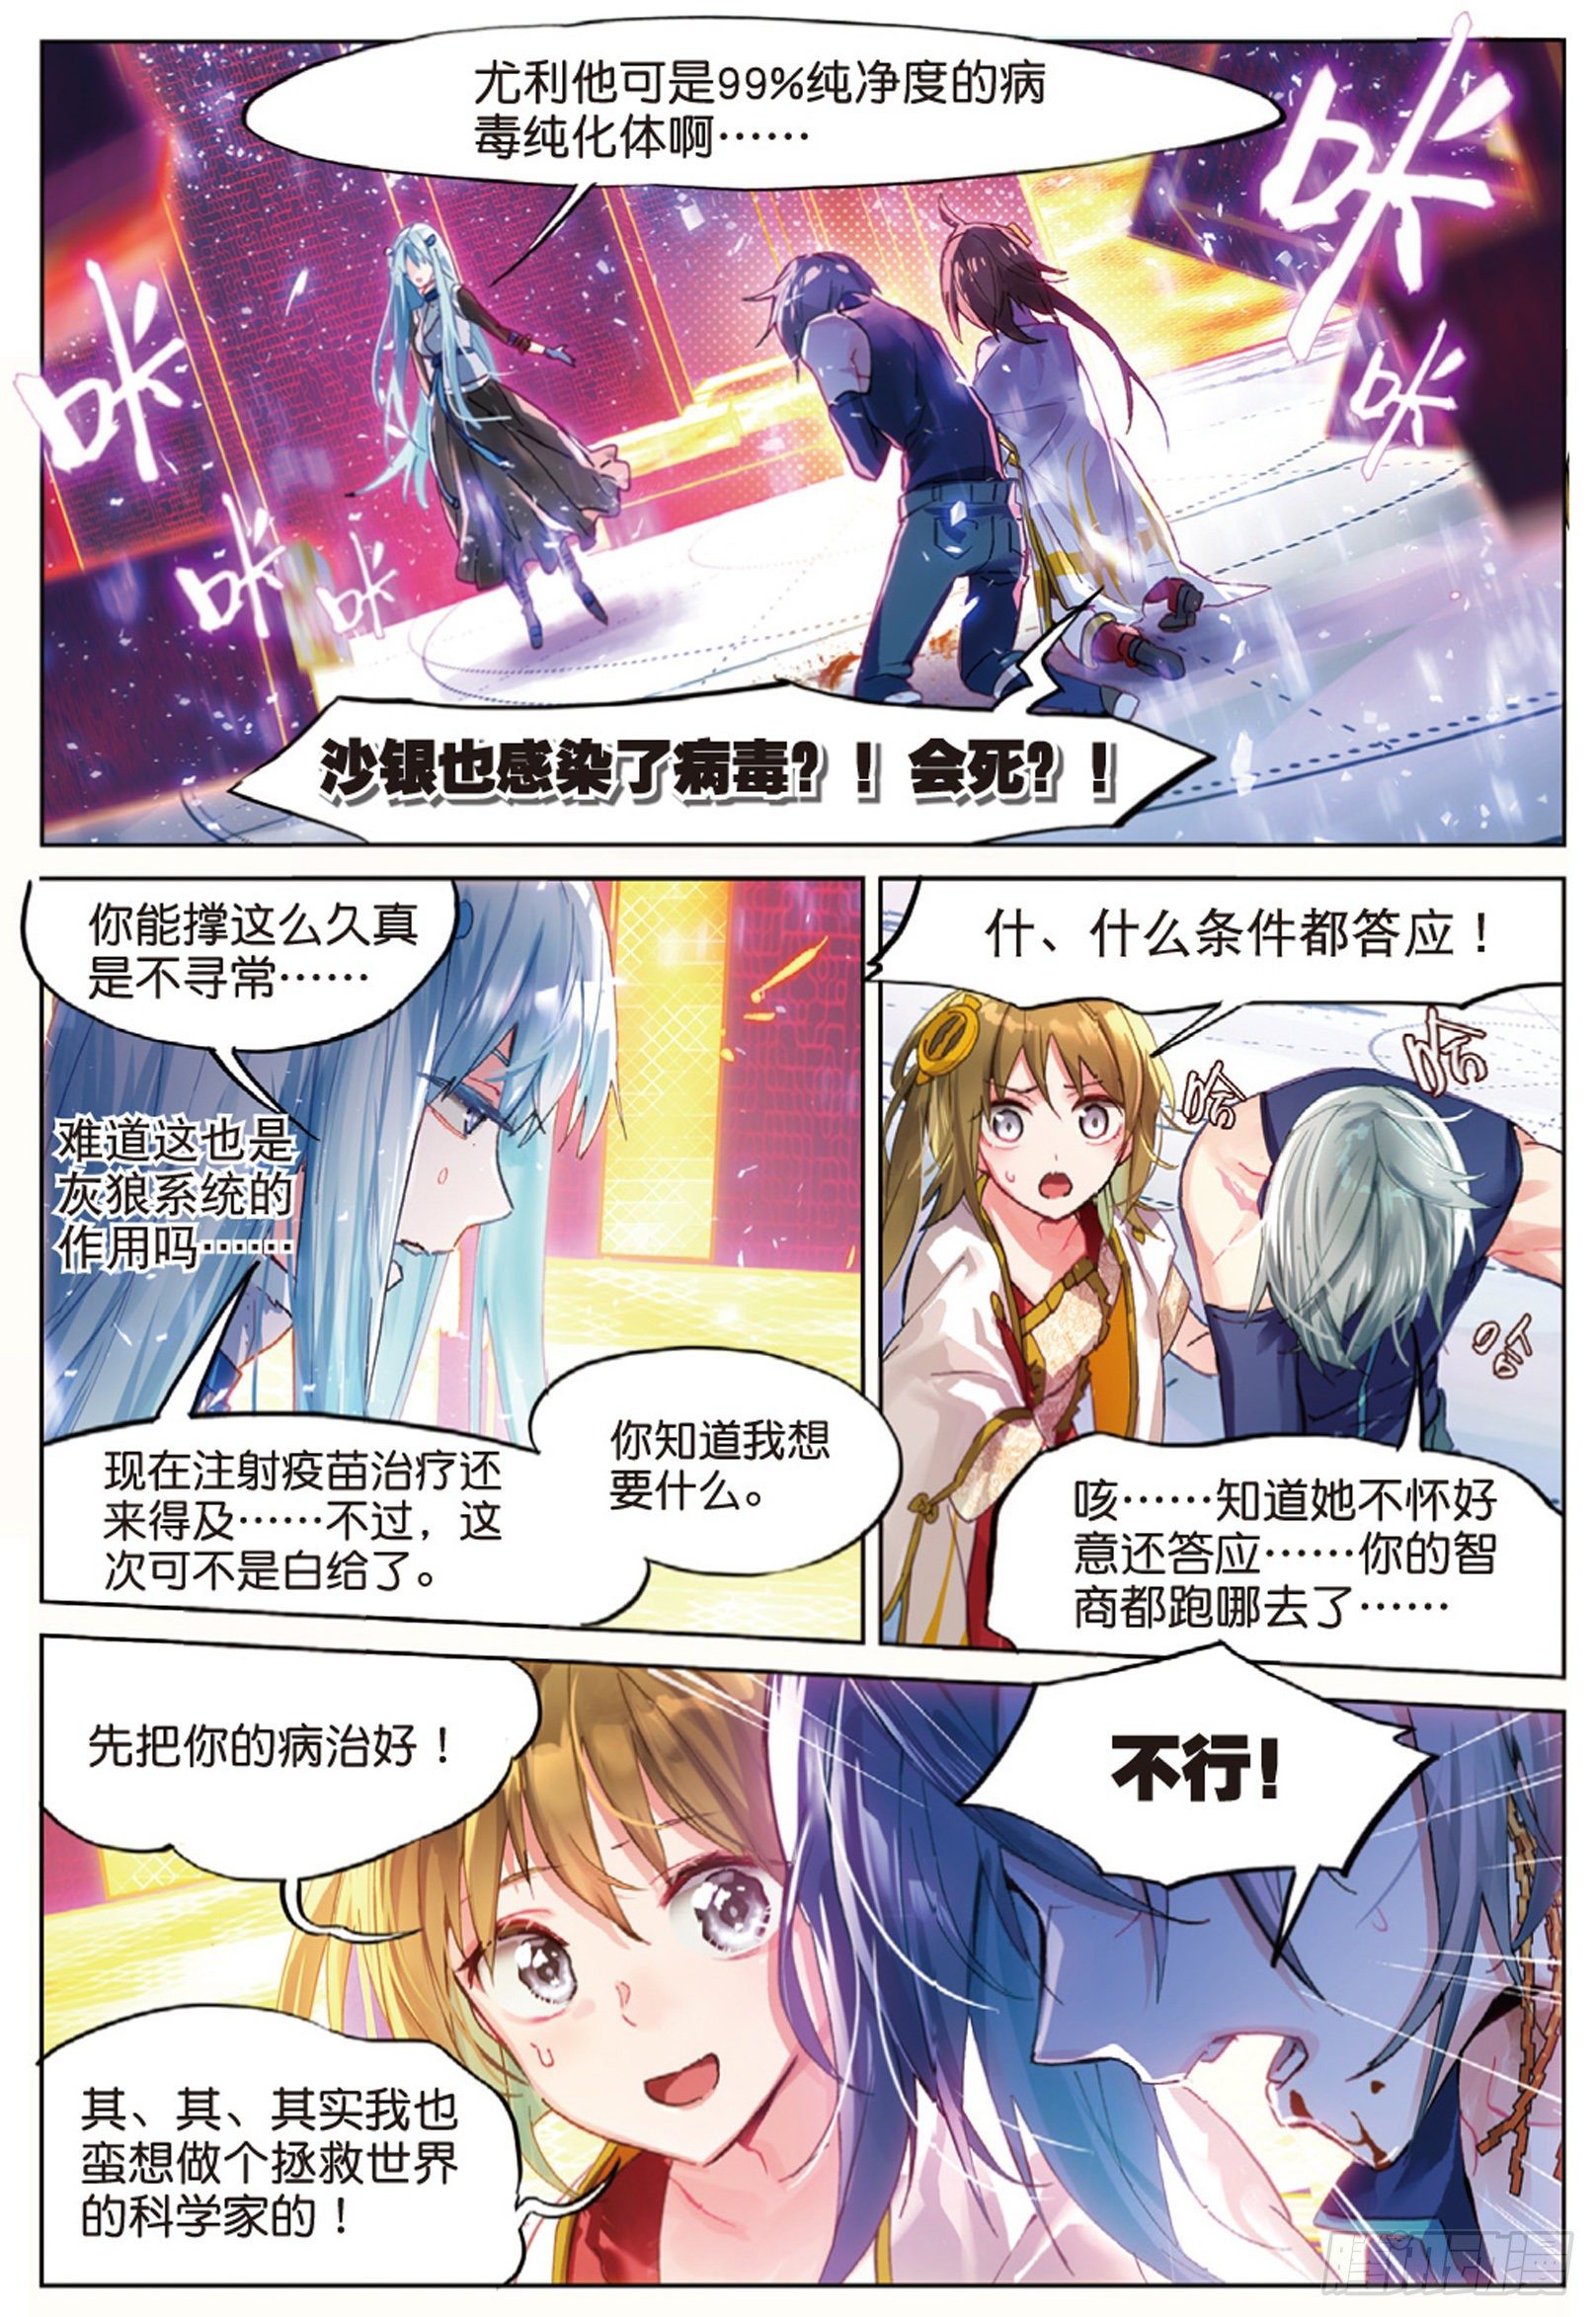 尤利他可是99%纯净度的病
毒纯化体啊……
咔
咔
咔
咔
咔
沙银也感染了病毒？！会死？！
你能撑这么久真
是不寻常……
难道这也是
灰狼系统的
作用吗……
现在注射疫苗治疗还
来得及……不过，这
次可不是白给了。
你知道我想
要什么。
什、什么条件都答应！
哈
哈
哈
咳……知道她不怀好
意还答应……你的智
商都跑哪去了……
先把你的病治好！
不行！
其、其、其实我也
蛮想做个拯救世界
的科学家的！
腾讯动漫